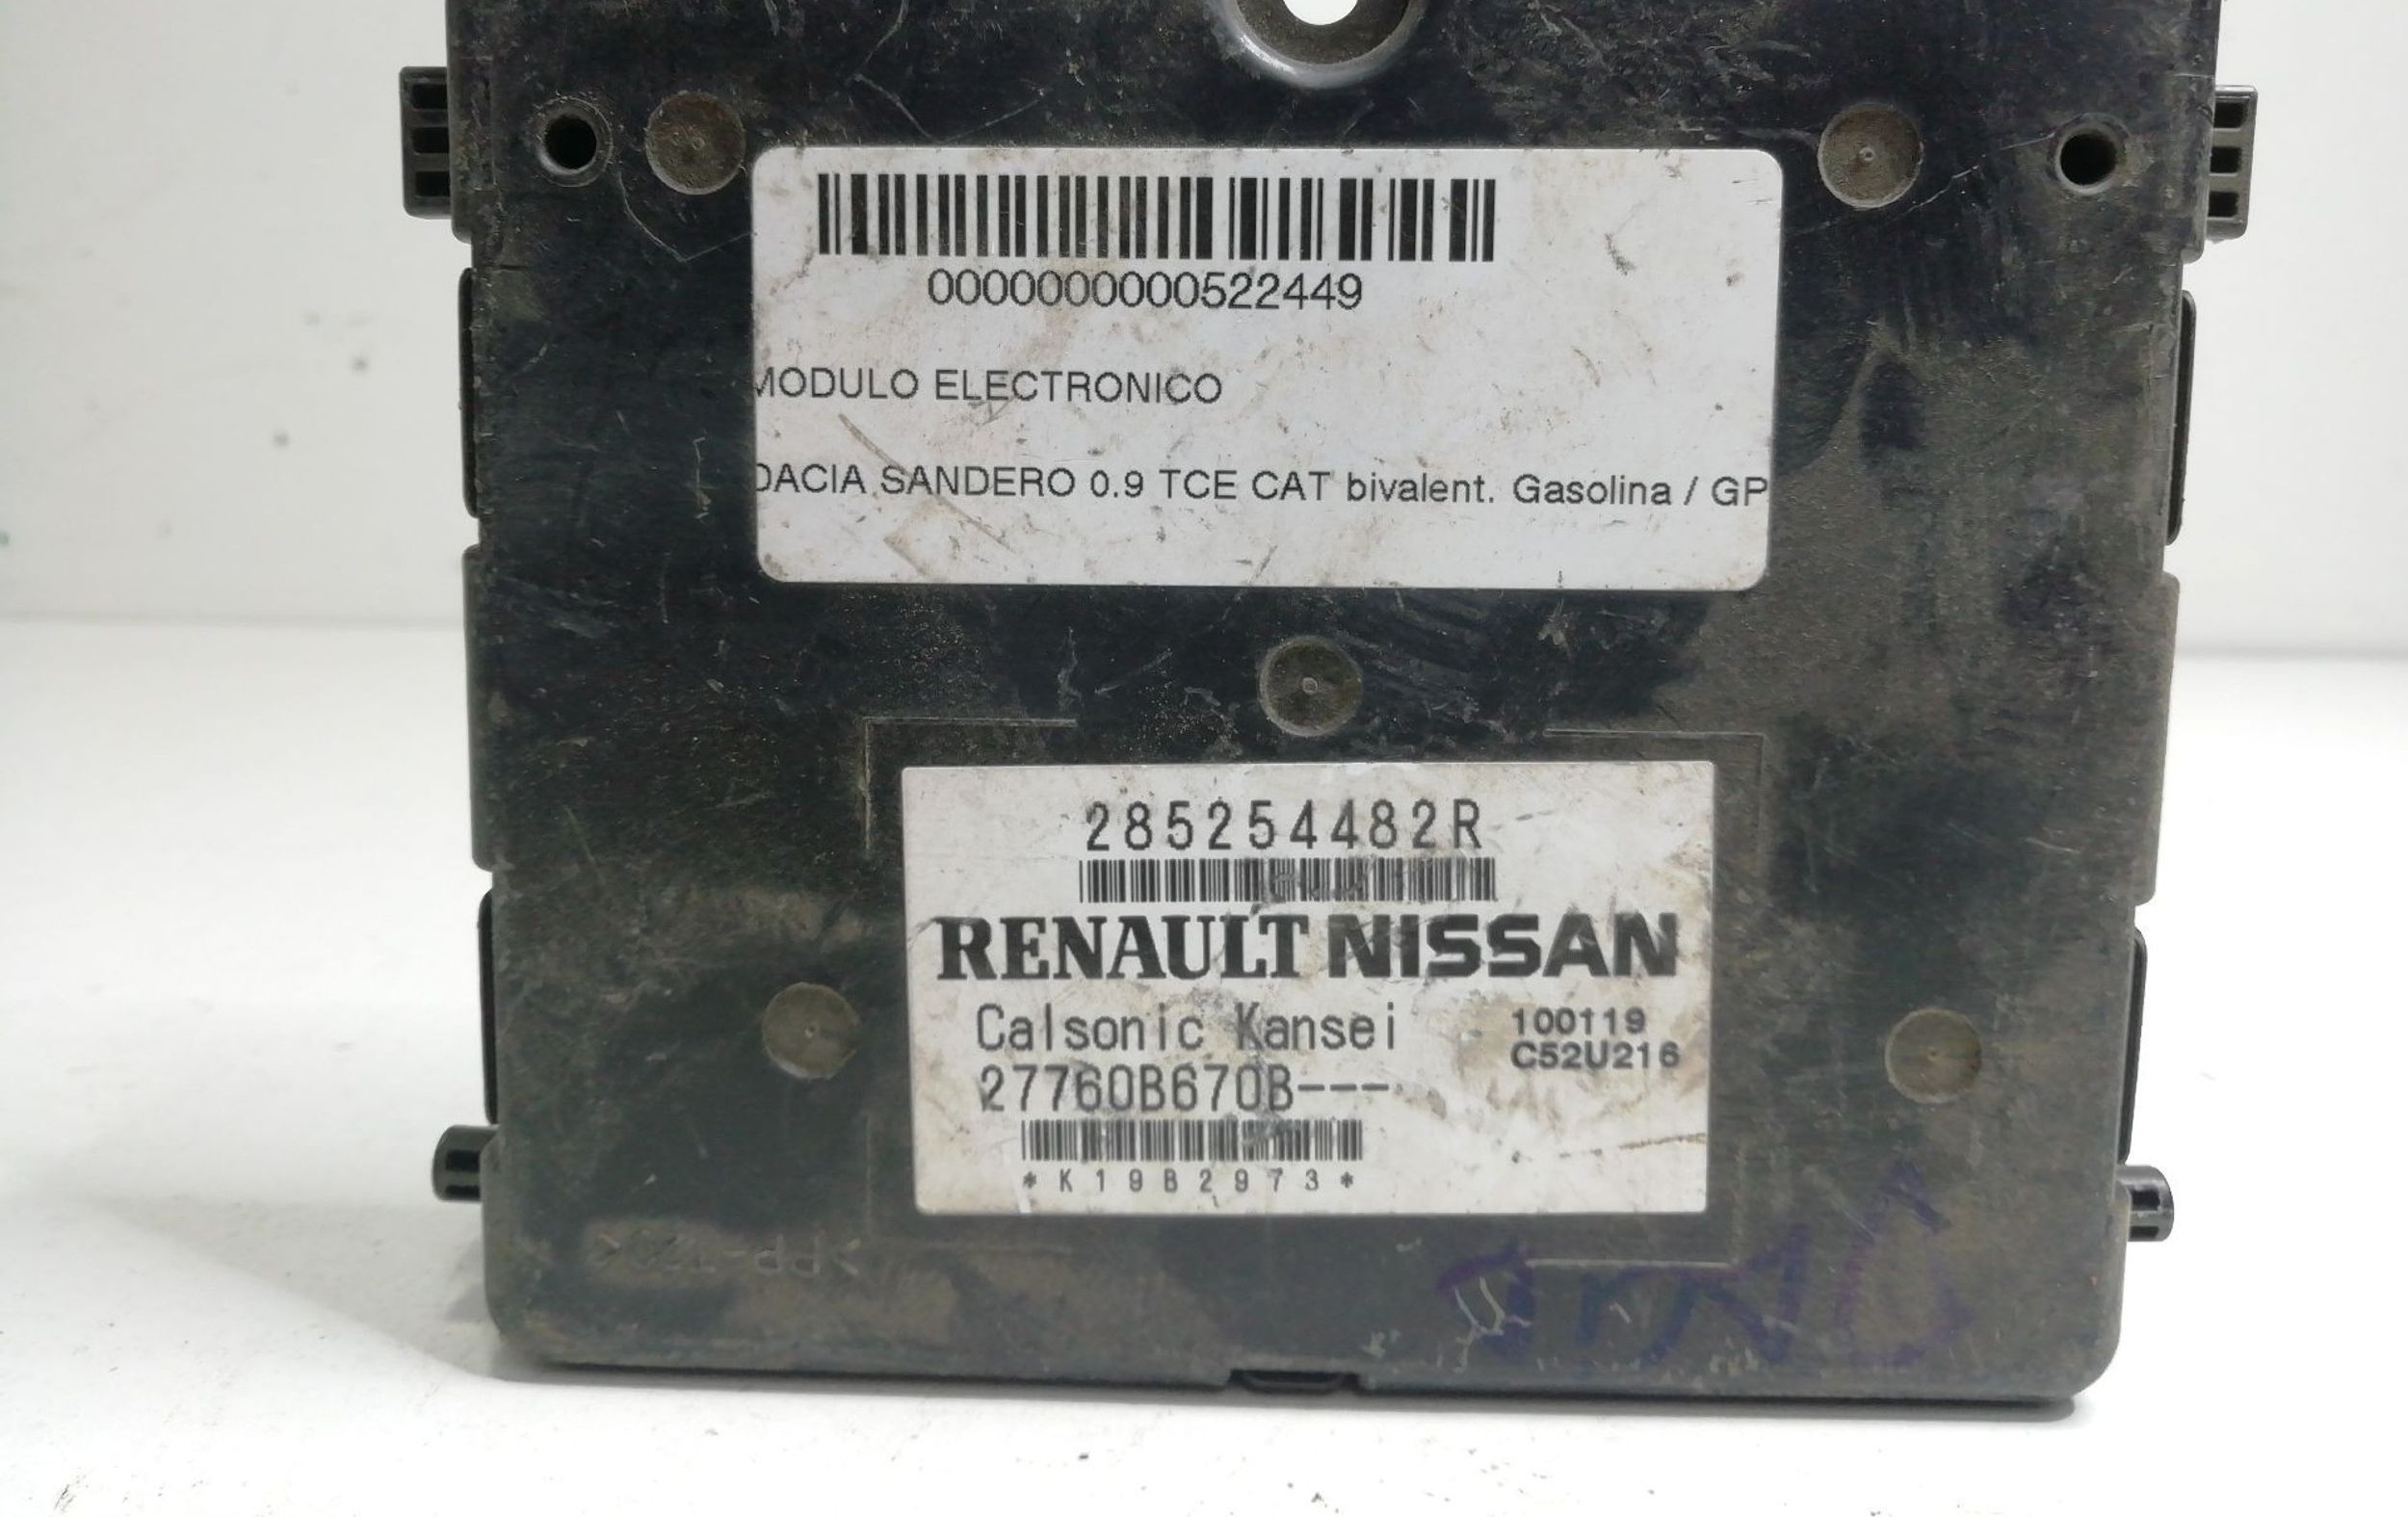 0000000000522449
MODULO ELECTRONICO
DACIA SANDERO 0.9 TCE CAT bivalent. Gasolina / GP
285254482R
RENAULT NISSAN
Calsonic Kansei 100119
C52U216
27760B670B---
*K19B2973*